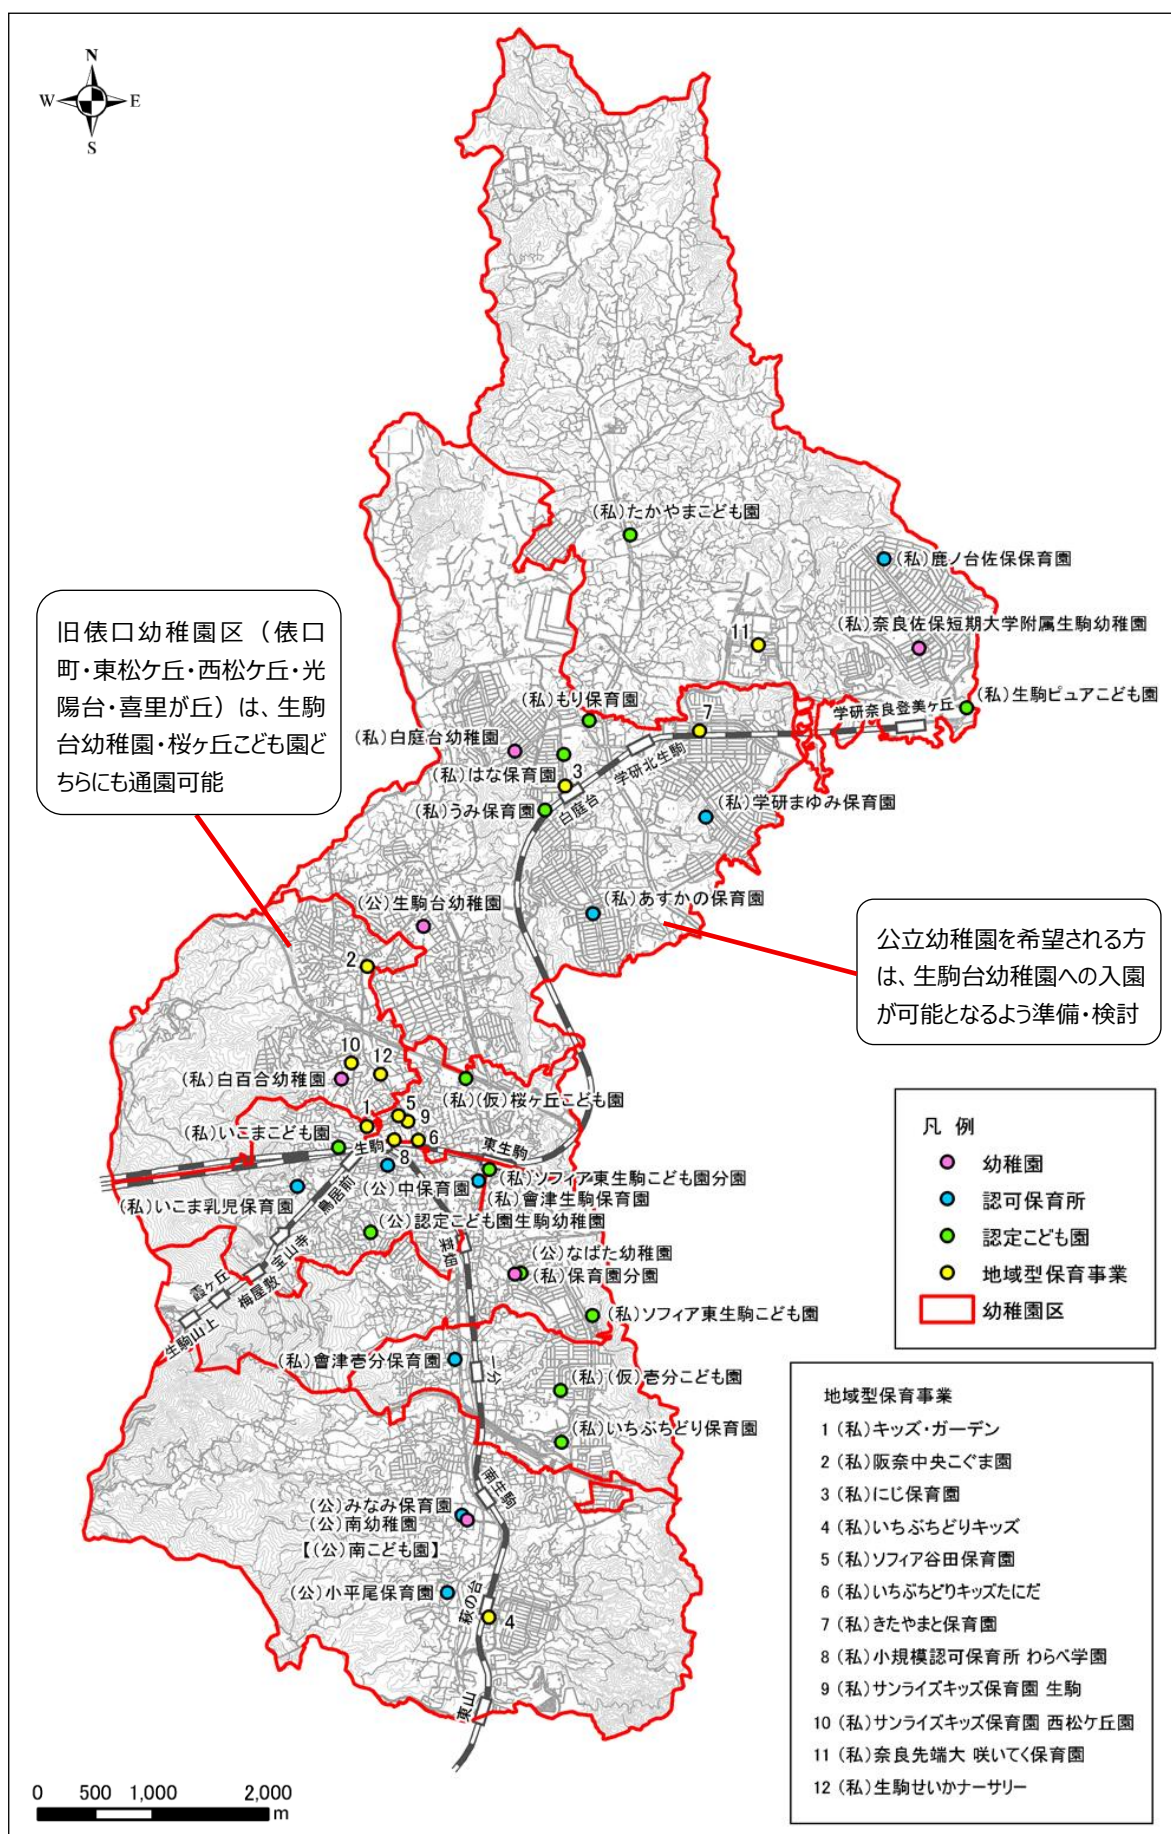 N
W
E
S
(私)たかやまこども園
(私)鹿ノ台佐保保育園
旧俵口幼稚園区(俵口
町・東松ケ丘・西松ケ丘・光
陽台・喜里が丘)は、生駒
台幼稚園・桜ヶ丘こども園ど
ちらにも通園可能
(私)奈良佐保短期大学附属生駒幼稚園
11
(私)生駒ピュアこども園
(私)もり保育園
7
学研奈良登美ヶ丘
(私)白庭台幼稚園
学研北生駒
(私)はな保育園
3
白庭台
(私)うみ保育園
(私)学研まゆみ保育園
(公)生駒台幼稚園
(私)あすかの保育園
公立幼稚園を希望される方
は、生駒台幼稚園への入園
が可能となるよう準備・検討
2
10
12
(私)白百合幼稚園
(私)(仮)桜ヶ丘こども園
5
9
1
6
(私)いこまこども園
生駒
東生駒
8
(公)中保育園
(私)ソフィア東生駒こども園分園
(私)會津生駒保育園
(私)いこま乳児保育園
鳥居前
(公)認定こども園生駒幼稚園
宝山寺
菜畑
(公)なばた幼稚園
(私)保育園分園
霞ヶ丘
梅屋敷
生駒山上
(私)ソフィア東生駒こども園
(私)會津壱分保育園
一分
(私)(仮)壱分こども園
(私)いちぶちどり保育園
南生駒
(公)みなみ保育園
(公)南幼稚園
【(公)南こども園】
(公)小平尾保育園
萩の台
4
東山
凡 例
幼稚園
認可保育所
認定こども園
地域型保育事業
幼稚園区
地域型保育事業
1 (私)キッズ・ガーデン
2 (私)阪奈中央こぐま園
3 (私)にじ保育園
4 (私)いちぶちどりキッズ
5 (私)ソフィア谷田保育園
6 (私)いちぶちどりキッズたにだ
7 (私)きたやまと保育園
8 (私)小規模認可保育所 わらべ学園
9 (私)サンライズキッズ保育園 生駒
10 (私)サンライズキッズ保育園 西松ケ丘園
11 (私)奈良先端大 咲いてく保育園
12 (私)生駒せいかナーサリー
0 500 1,000 2,000
m